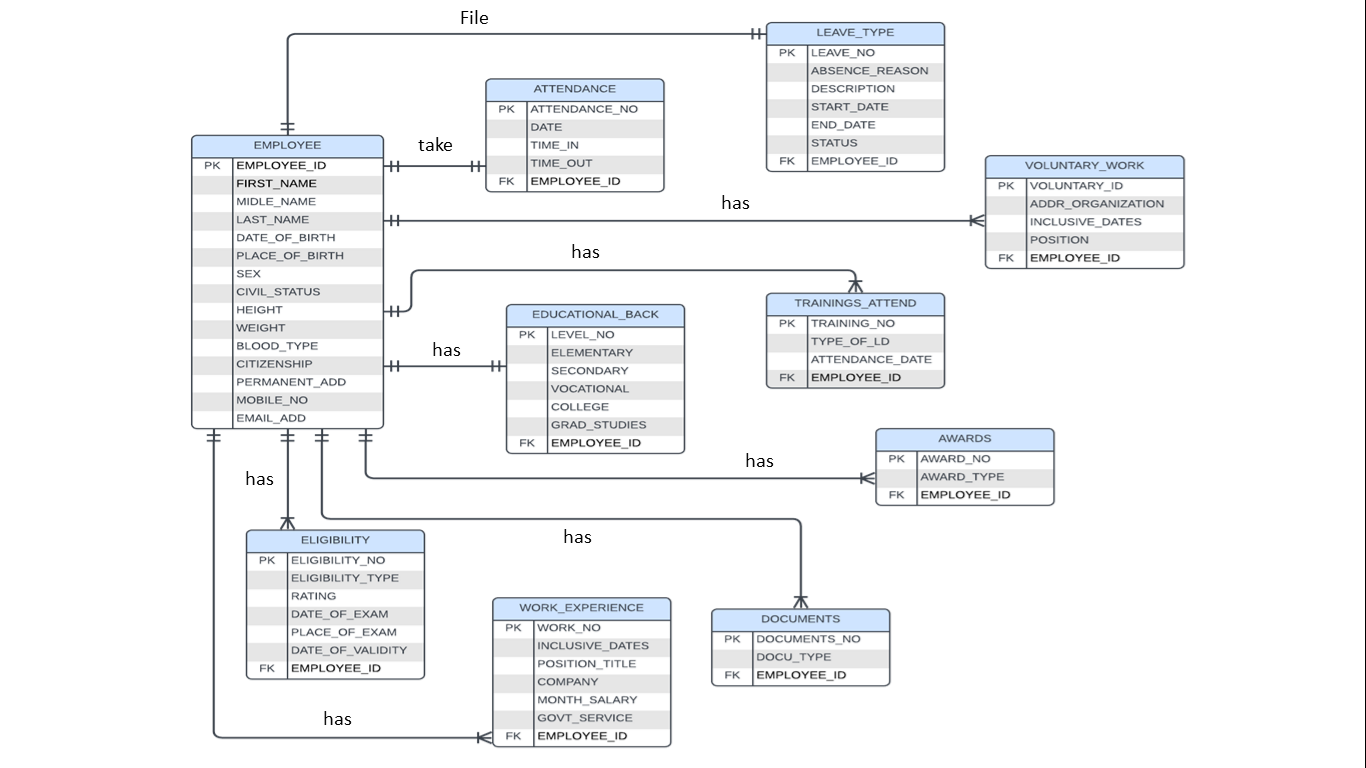 File
LEAVE_TYPE
PK LEAVE_NO
ABSENCE_REASON
DESCRIPTION
START_DATE
END_DATE
STATUS
FK EMPLOYEE_ID
ATTENDANCE
PK ATTENDANCE_NO
DATE
TIME_IN
TIME_OUT
FK EMPLOYEE_ID
take
EMPLOYEE
PK EMPLOYEE_ID
FIRST_NAME
MIDLE_NAME
LAST_NAME
DATE_OF_BIRTH
PLACE_OF_BIRTH
SEX
CIVIL_STATUS
HEIGHT
WEIGHT
BLOOD_TYPE
CITIZENSHIP
PERMANENT_ADD
MOBILE_NO
EMAIL_ADD
has
VOLUNTARY_WORK
PK VOLUNTARY_ID
ADDR_ORGANIZATION
INCLUSIVE_DATES
POSITION
FK EMPLOYEE_ID
has
TRAININGS_ATTEND
PK TRAINING_NO
TYPE_OF_LD
ATTENDANCE_DATE
FK EMPLOYEE_ID
has
EDUCATIONAL_BACK
PK LEVEL_NO
ELEMENTARY
SECONDARY
VOCATIONAL
COLLEGE
GRAD_STUDIES
FK EMPLOYEE_ID
has
AWARDS
PK AWARD_NO
AWARD_TYPE
FK EMPLOYEE_ID
has
ELIGIBILITY
PK ELIGIBILITY_NO
ELIGIBILITY_TYPE
RATING
DATE_OF_EXAM
PLACE_OF_EXAM
DATE_OF_VALIDITY
FK EMPLOYEE_ID
has
DOCUMENTS
PK DOCUMENTS_NO
DOCU_TYPE
FK EMPLOYEE_ID
has
WORK_EXPERIENCE
PK WORK_NO
INCLUSIVE_DATES
POSITION_TITLE
COMPANY
MONTH_SALARY
GOVT_SERVICE
FK EMPLOYEE_ID